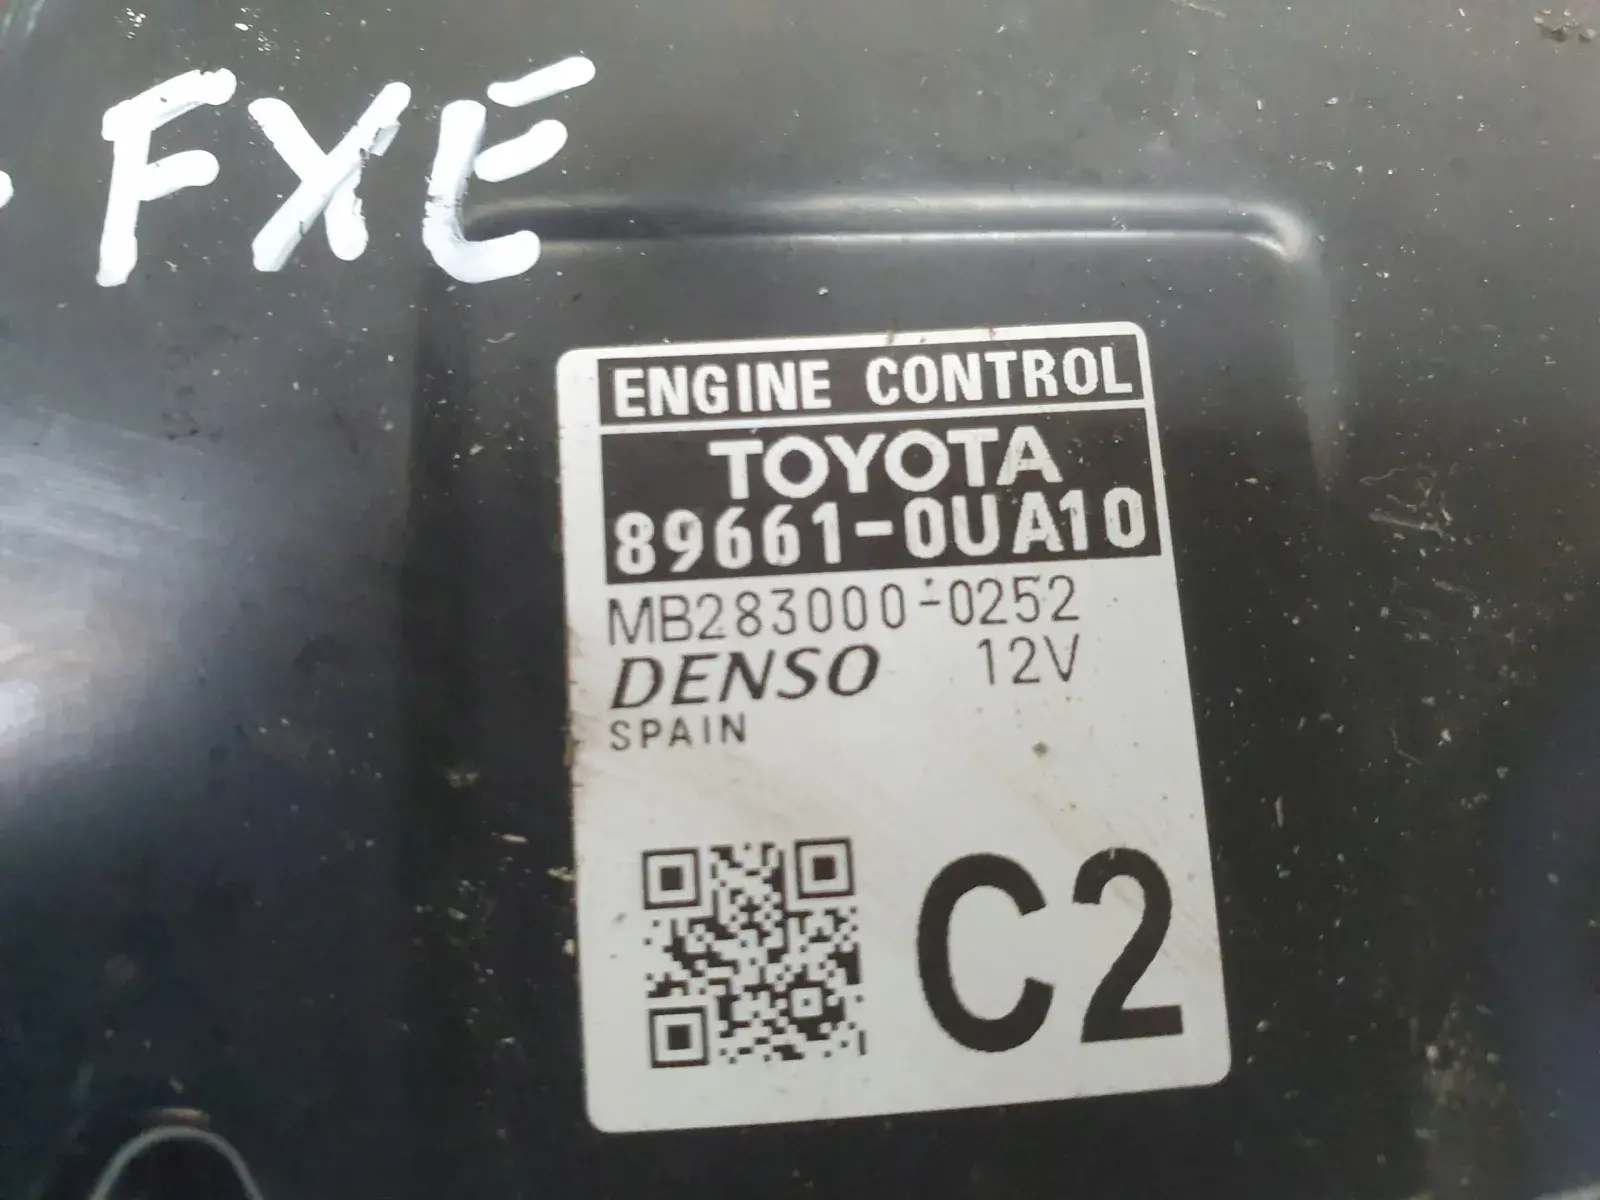 FXE
ENGINE CONTROL
TOYOTA
89661-0UA10
MB283000-0252
DENSO 12V
SPAIN
C2